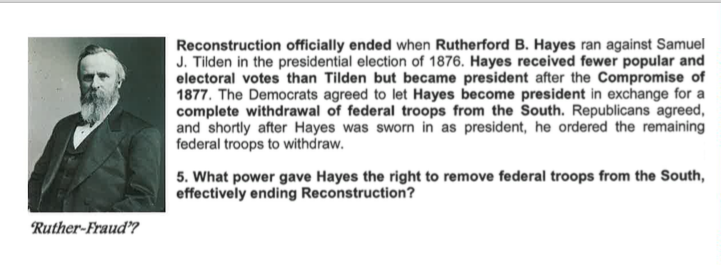 Reconstruction officially ended when Rutherford B. Hayes ran against Samuel
J. Tilden in the presidential election of 1876. Hayes received fewer popular and
electoral votes than Tilden but became president after the Compromise of
1877. The Democrats agreed to let Hayes become president in exchange for a
complete withdrawal of federal troops from the South. Republicans agreed,
and shortly after Hayes was sworn in as president, he ordered the remaining
federal troops to withdraw.
5. What power gave Hayes the right to remove federal troops from the South,
effectively ending Reconstruction?
'Ruther-Fraud'?